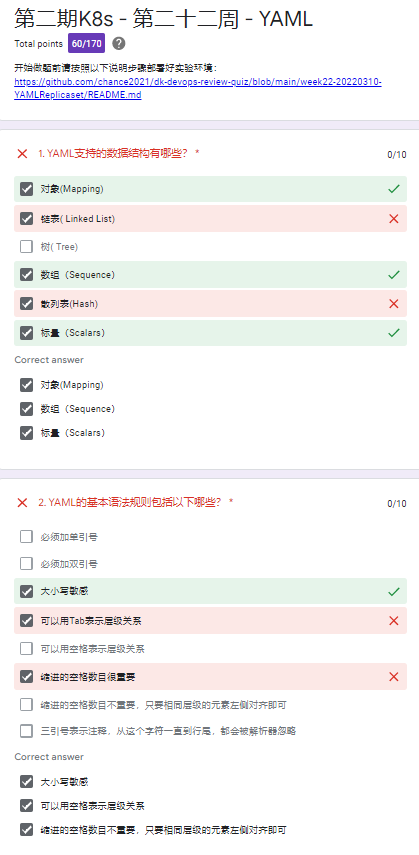 第二期K8s - 第二十二周 - YAML
Total points 60/170 ?
开始做题前请按照以下说明步骤部署好实验环境：
https://github.com/chance2021/dk-devops-review-quiz/blob/main/week22-20220310-
YAMLReplicaset/README.md
1. YAML支持的数据结构有哪些？ * 0/10
对象(Mapping)
链表( Linked List)
树( Tree)
数组（Sequence）
散列表(Hash)
标量（Scalars）
Correct answer
对象(Mapping)
数组（Sequence）
标量（Scalars）
2. YAML的基本语法规则包括以下哪些？ * 0/10
必须加单引号
必须加双引号
大小写敏感
可以用Tab表示层级关系
可以用空格表示层级关系
缩进的空格数目很重要
缩进的空格数目不重要，只要相同层级的元素左侧对齐即可
三引号表示注释，从这个字符一直到行尾，都会被解析器忽略
Correct answer
大小写敏感
可以用空格表示层级关系
缩进的空格数目不重要，只要相同层级的元素左侧对齐即可